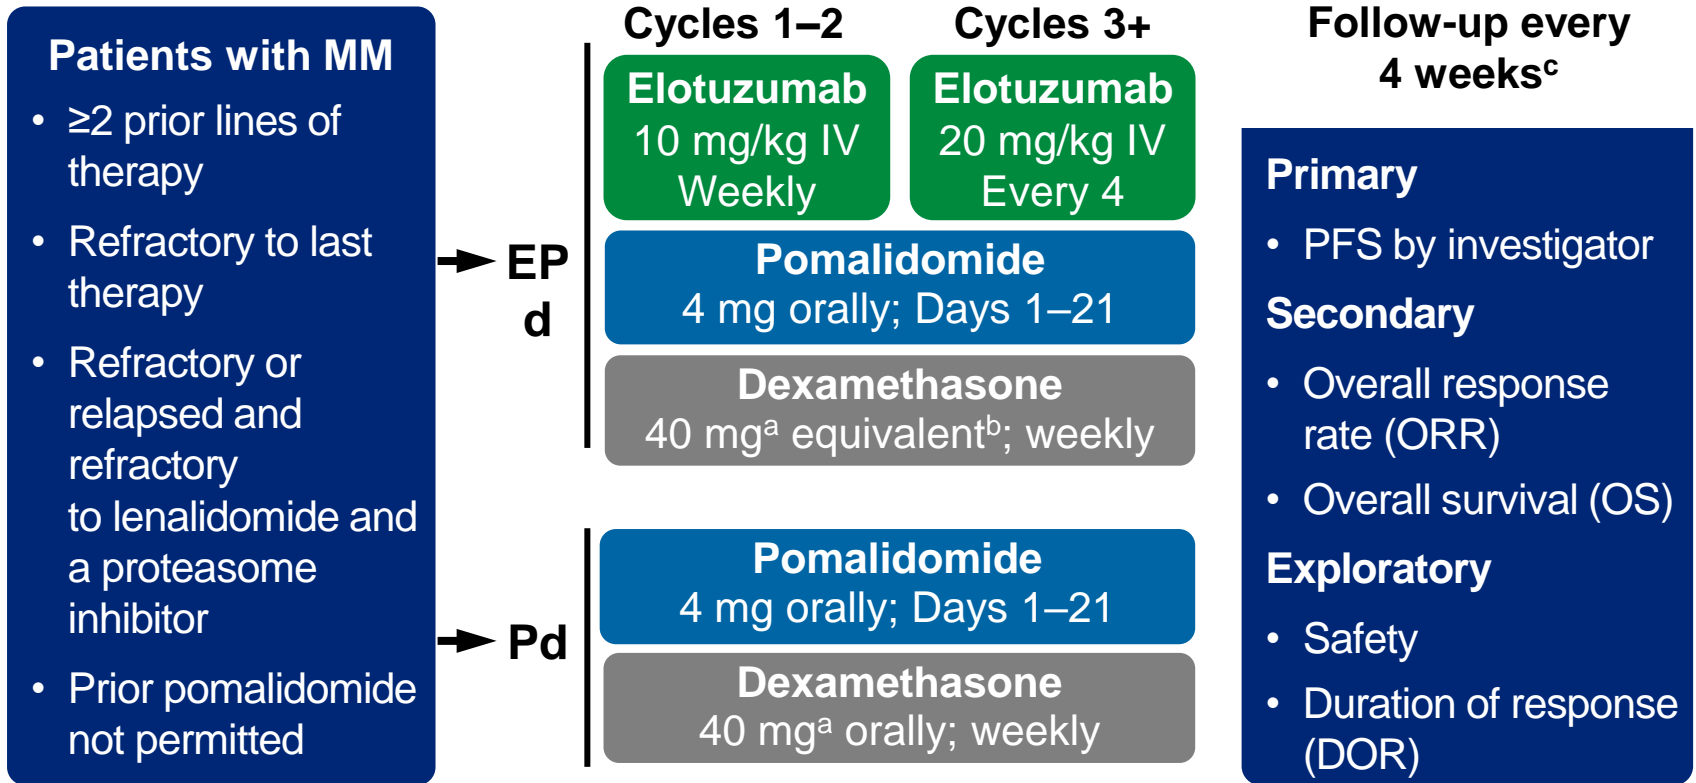 Patients with MM
• ≥2 prior lines of
therapy
• Refractory to last
therapy
• Refractory or
relapsed and
refractory
to lenalidomide and
a proteasome
inhibitor
• Prior pomalidomide
not permitted
EP
d
Cycles 1–2
Cycles 3+
Elotuzumab
10 mg/kg IV
Weekly
Elotuzumab
20 mg/kg IV
Every 4
Pomalidomide
4 mg orally; Days 1–21
Dexamethasone
40 mgᵃ equivalentᵇ; weekly
Pd
Pomalidomide
4 mg orally; Days 1–21
Dexamethasone
40 mgᵃ orally; weekly
Follow-up every
4 weeksᶜ
Primary
• PFS by investigator
Secondary
• Overall response
rate (ORR)
• Overall survival (OS)
Exploratory
• Safety
• Duration of response
(DOR)